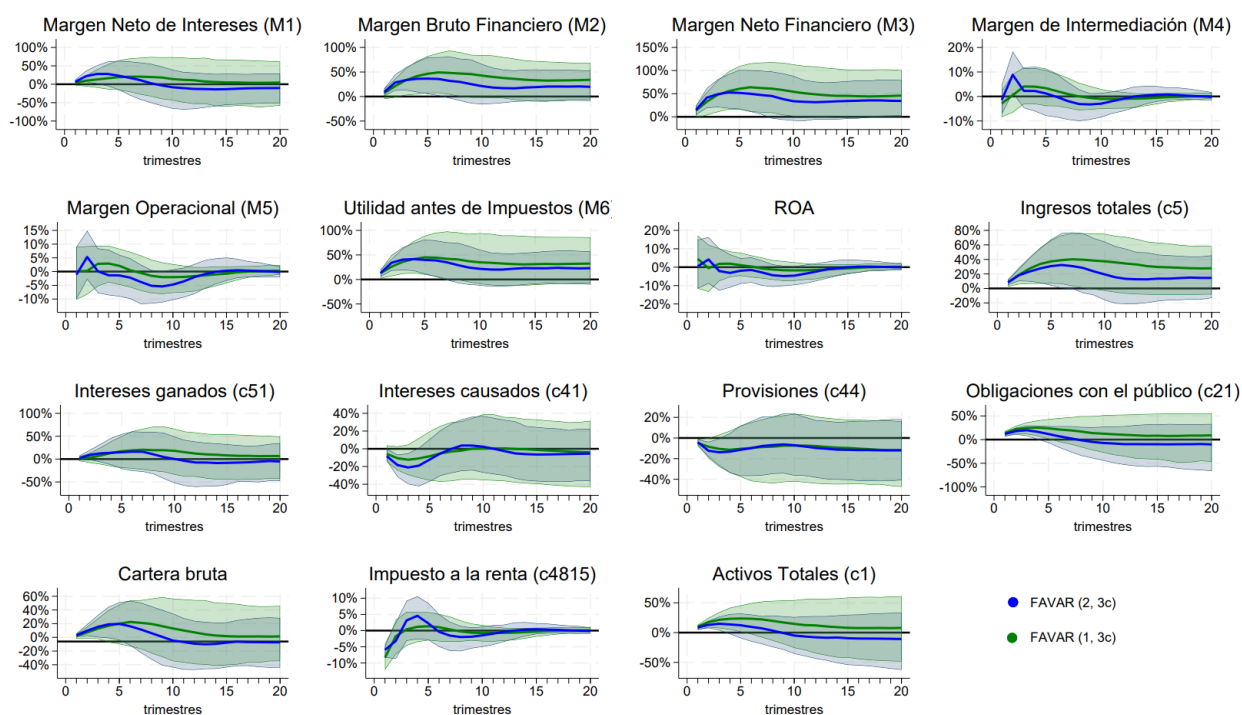 Margen Neto de Intereses (M1)
100%
50%
0%
-50%
-100%
0 5 10 15 20
trimestres
Margen Bruto Financiero (M2)
100%
50%
0%
-50%
0 5 10 15 20
trimestres
Margen Neto Financiero (M3)
150%
100%
50%
0%
0 5 10 15 20
trimestres
Margen de Intermediación (M4)
20%
10%
0%
-10%
0 5 10 15 20
trimestres
Margen Operacional (M5)
15%
10%
5%
0%
-5%
-10%
0 5 10 15 20
trimestres
Utilidad antes de Impuestos (M6
100%
50%
0%
-50%
0 5 10 15 20
trimestres
ROA
20%
10%
0%
-10%
-20%
0 5 10 15 20
trimestres
Ingresos totales (c5)
80%
60%
40%
20%
0%
-20%
0 5 10 15 20
trimestres
Intereses ganados (c51)
100%
50%
0%
-50%
0 5 10 15 20
trimestres
Intereses causados (c41)
40%
20%
0%
-20%
-40%
0 5 10 15 20
trimestres
Provisiones (c44)
20%
0%
-20%
-40%
0 5 10 15 20
trimestres
Obligaciones con el público (c21)
50%
0%
-50%
-100%
0 5 10 15 20
trimestres
Cartera bruta
60%
40%
20%
0%
-20%
-40%
0 5 10 15 20
trimestres
Impuesto a la renta (c4815)
10%
5%
0%
-5%
-10%
0 5 10 15 20
trimestres
Activos Totales (c1)
50%
0%
-50%
0 5 10 15 20
trimestres
FAVAR (2, 3c)
FAVAR (1, 3c)